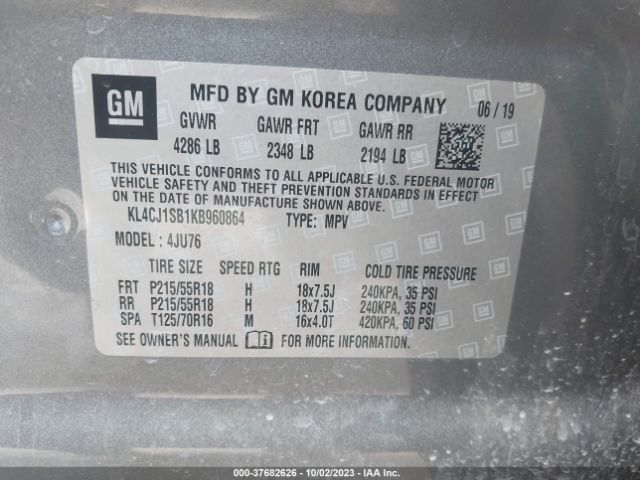 GM
MFD BY GM KOREA COMPANY 06 / 19
GVWR GAWR FRT GAWR RR
4286 LB 2348 LB 2194 LB
THIS VEHICLE CONFORMS TO ALL APPLICABLE U.S. FEDERAL MOTOR
VEHICLE SAFETY AND THEFT PREVENTION STANDARDS IN EFFECT
ON THE DATE OF MANUFACTURE SHOWN ABOVE.
KL4CJ1SB1KB960864 TYPE: MPV
MODEL : 4JU76
TIRE SIZE SPEED RTG RIM COLD TIRE PRESSURE
FRT P215/55R18 H 18x7.5J 240KPA, 35 PSI
RR P215/55R18 H 18x7.5J 240KPA, 35 PSI
SPA T125/70R16 M 16x4.0T 420KPA, 60 PSI
SEE OWNER'S MANUAL FOR MORE INFORMATION.
000-37682626 - 10/02/2023 - IAA Inc.